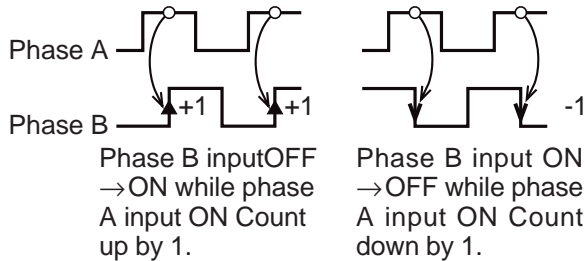 Phase A
+1 +1 -1
Phase B
Phase B inputOFF
→ON while phase
A input ON Count
up by 1.
Phase B input ON
→OFF while phase
A input ON Count
down by 1.